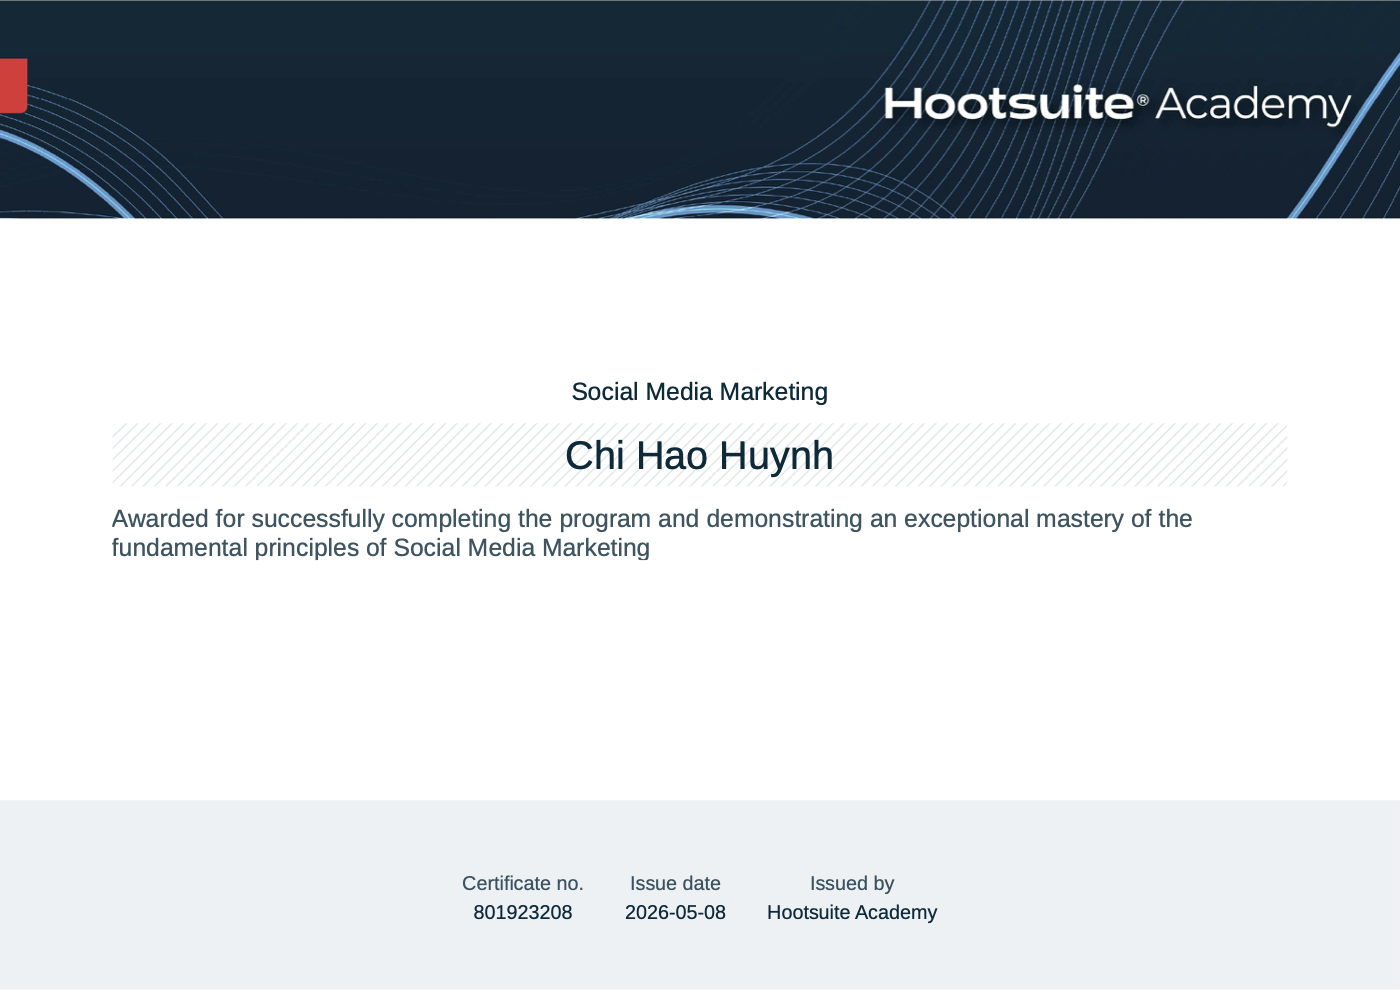 Hootsuite® Academy
Social Media Marketing
Chi Hao Huynh
Awarded for successfully completing the program and demonstrating an exceptional mastery of the
fundamental principles of Social Media Marketing
Certificate no. Issue date Issued by
801923208 2026-05-08 Hootsuite Academy